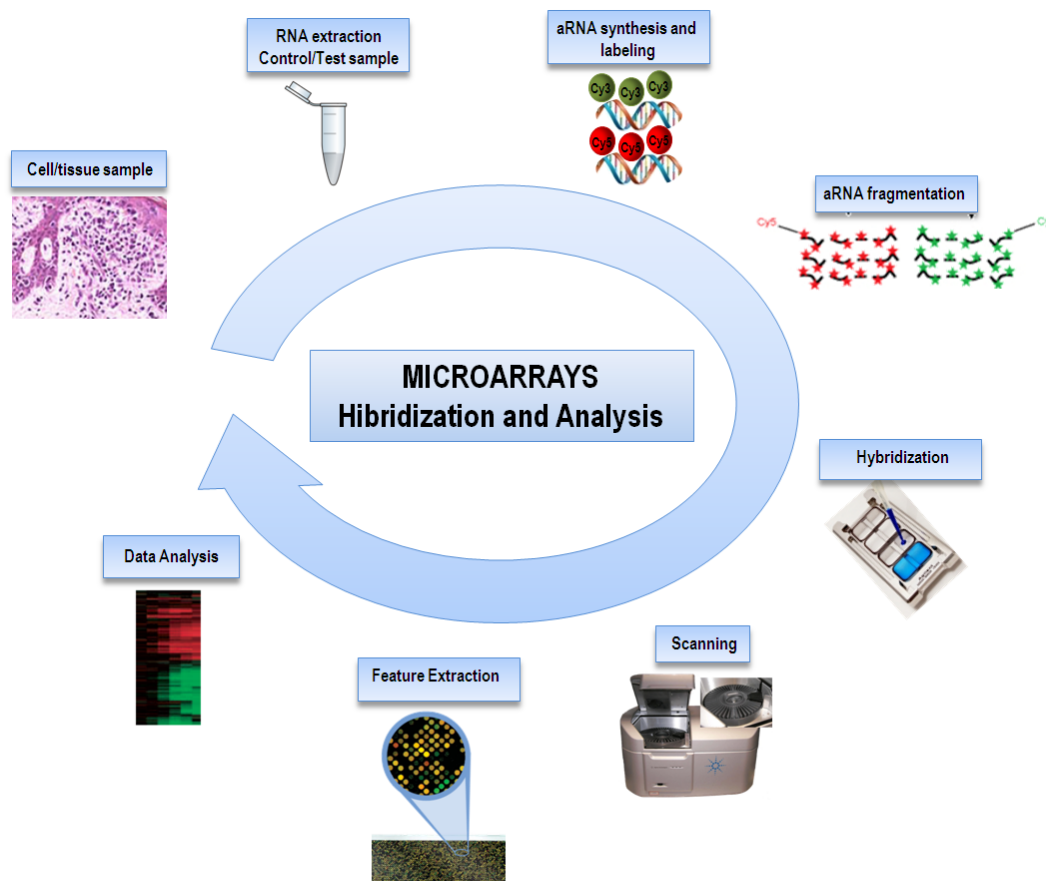 RNA extraction
Control/Test sample
aRNA synthesis and
labeling
Cy3 Cy3 Cy3
Cy5 Cy5 Cy5
Cell/tissue sample
aRNA fragmentation
Cy5
MICROARRAYS
Hibridization and Analysis
Hybridization
Data Analysis
Scanning
Feature Extraction